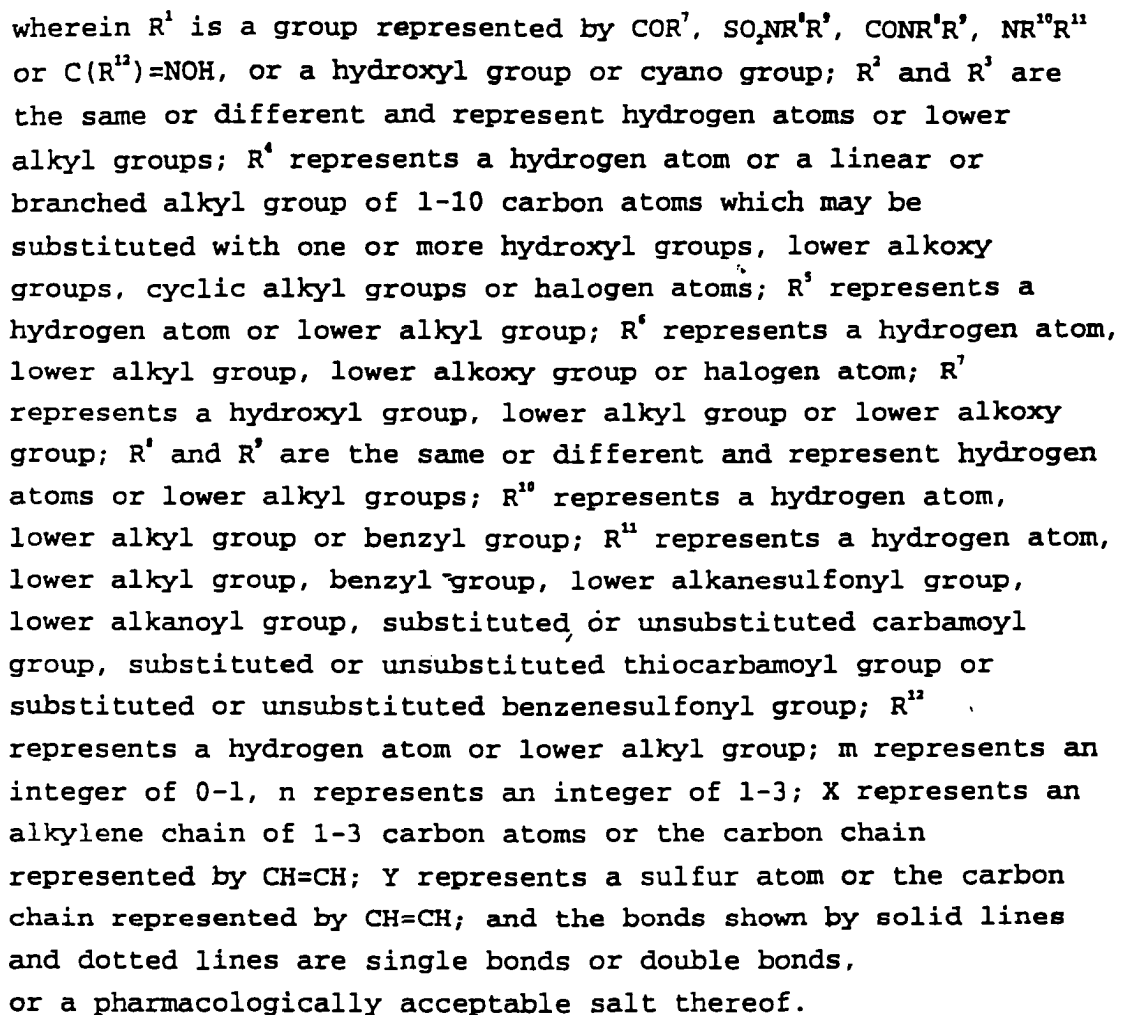 wherein R¹ is a group represented by COR⁷, SO₂NR⁸R⁹, CONR⁸R⁹, NR¹⁰R¹¹
or C(R¹²)=NOH, or a hydroxyl group or cyano group; R² and R³ are
the same or different and represent hydrogen atoms or lower
alkyl groups; R⁴ represents a hydrogen atom or a linear or
branched alkyl group of 1-10 carbon atoms which may be
substituted with one or more hydroxyl groups, lower alkoxy
groups, cyclic alkyl groups or halogen atoms; R⁵ represents a
hydrogen atom or lower alkyl group; R⁶ represents a hydrogen atom,
lower alkyl group, lower alkoxy group or halogen atom; R⁷
represents a hydroxyl group, lower alkyl group or lower alkoxy
group; R⁸ and R⁹ are the same or different and represent hydrogen
atoms or lower alkyl groups; R¹⁰ represents a hydrogen atom,
lower alkyl group or benzyl group; R¹¹ represents a hydrogen atom,
lower alkyl group, benzyl group, lower alkanesulfonyl group,
lower alkanoyl group, substituted or unsubstituted carbamoyl
group, substituted or unsubstituted thiocarbamoyl group or
substituted or unsubstituted benzenesulfonyl group; R¹²
represents a hydrogen atom or lower alkyl group; m represents an
integer of 0-1, n represents an integer of 1-3; X represents an
alkylene chain of 1-3 carbon atoms or the carbon chain
represented by CH=CH; Y represents a sulfur atom or the carbon
chain represented by CH=CH; and the bonds shown by solid lines
and dotted lines are single bonds or double bonds,
or a pharmacologically acceptable salt thereof.